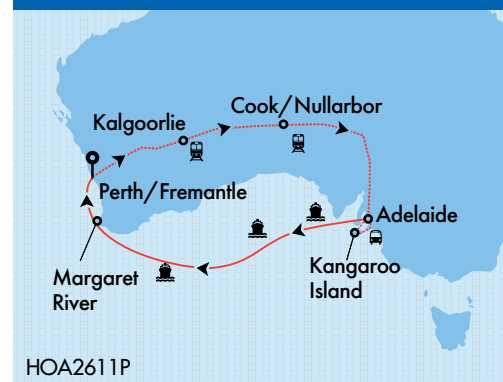 Cook/Nullarbor
Kalgoorlie
Perth/Fremantle
Adelaide
Kangaroo
Island
Margaret
River
HOA2611P